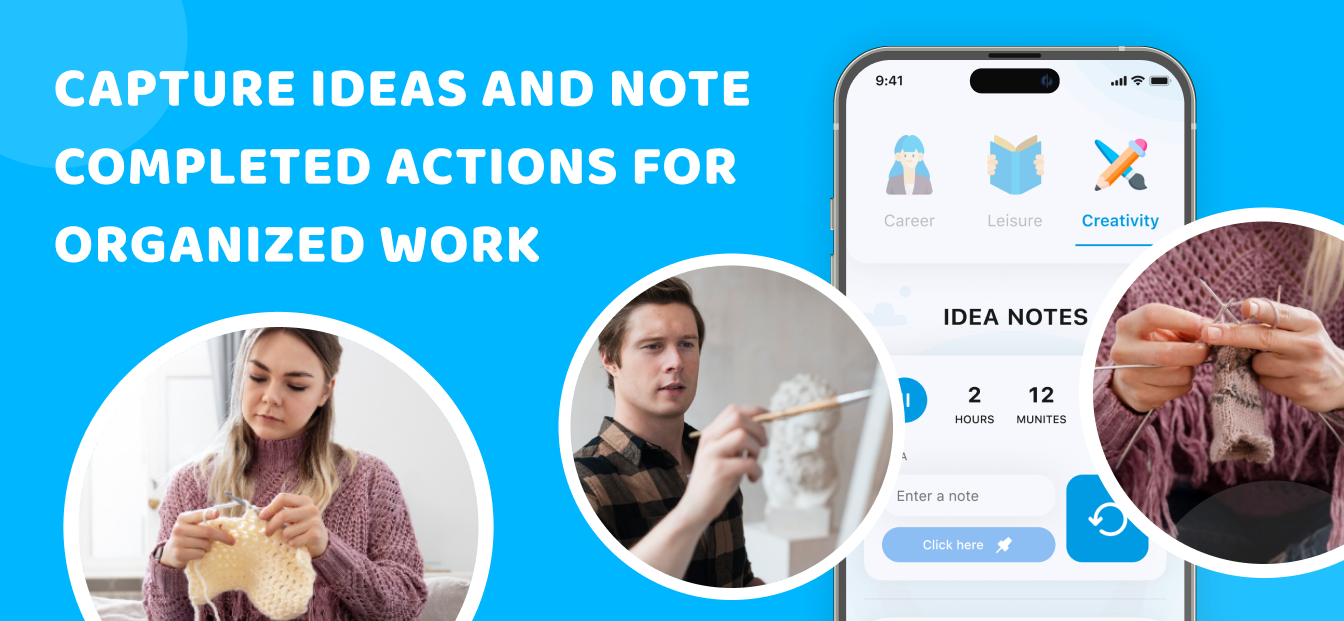 CAPTURE IDEAS AND NOTE
COMPLETED ACTIONS FOR
ORGANIZED WORK
9:41
Career
Leisure
Creativity
IDEA NOTES
2
12
HOURS
MUNITES
A
Enter a note
Click here